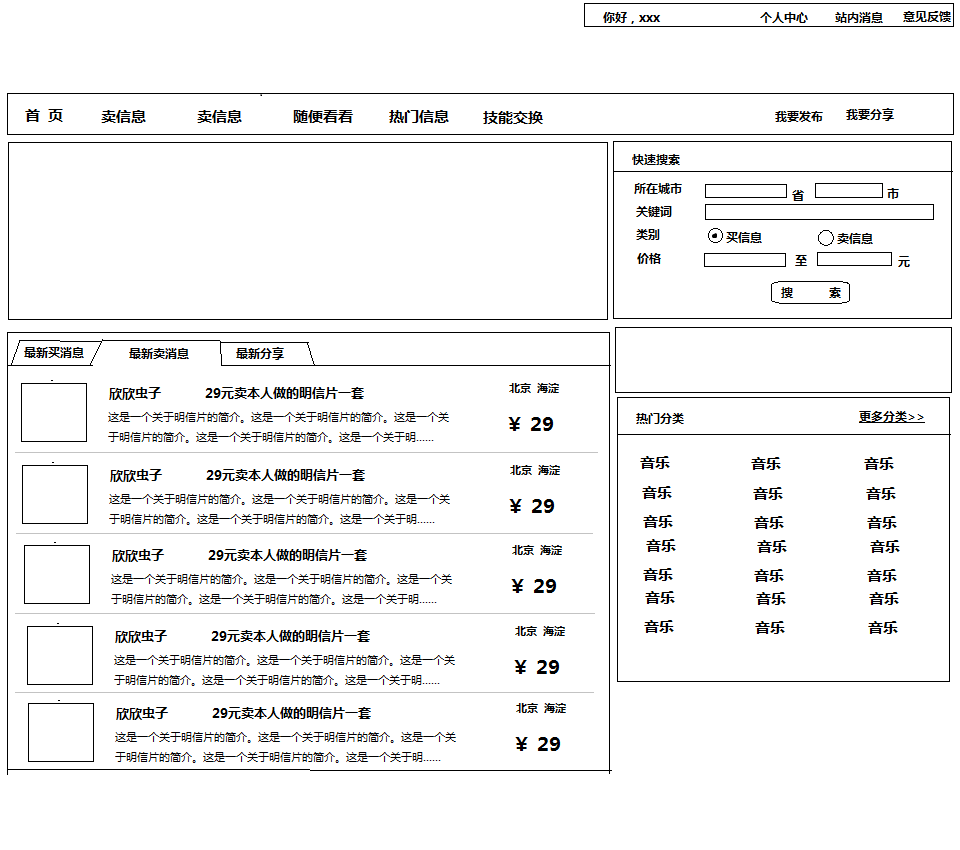 你好，xxx 个人中心 站内消息 意见反馈
首 页 卖信息 卖信息 随便看看 热门信息 技能交换 我要发布 我要分享
快速搜索
所在城市 省 市
关键词
类别 买信息 卖信息
价格 至 元
搜 索
最新买消息 最新卖消息 最新分享
欣欣虫子 29元卖本人做的明信片一套 北京 海淀
这是一个关于明信片的简介。这是一个关于明信片的简介。这是一个关
于明信片的简介。这是一个关于明信片的简介。这是一个关于明......
¥ 29
欣欣虫子 29元卖本人做的明信片一套 北京 海淀
这是一个关于明信片的简介。这是一个关于明信片的简介。这是一个关
于明信片的简介。这是一个关于明信片的简介。这是一个关于明......
¥ 29
欣欣虫子 29元卖本人做的明信片一套 北京 海淀
这是一个关于明信片的简介。这是一个关于明信片的简介。这是一个关
于明信片的简介。这是一个关于明信片的简介。这是一个关于明......
¥ 29
欣欣虫子 29元卖本人做的明信片一套 北京 海淀
这是一个关于明信片的简介。这是一个关于明信片的简介。这是一个关
于明信片的简介。这是一个关于明信片的简介。这是一个关于明......
¥ 29
欣欣虫子 29元卖本人做的明信片一套 北京 海淀
这是一个关于明信片的简介。这是一个关于明信片的简介。这是一个关
于明信片的简介。这是一个关于明信片的简介。这是一个关于明......
¥ 29
热门分类 更多分类>>
音乐 音乐 音乐
音乐 音乐 音乐
音乐 音乐 音乐
音乐 音乐 音乐
音乐 音乐 音乐
音乐 音乐 音乐
音乐 音乐 音乐